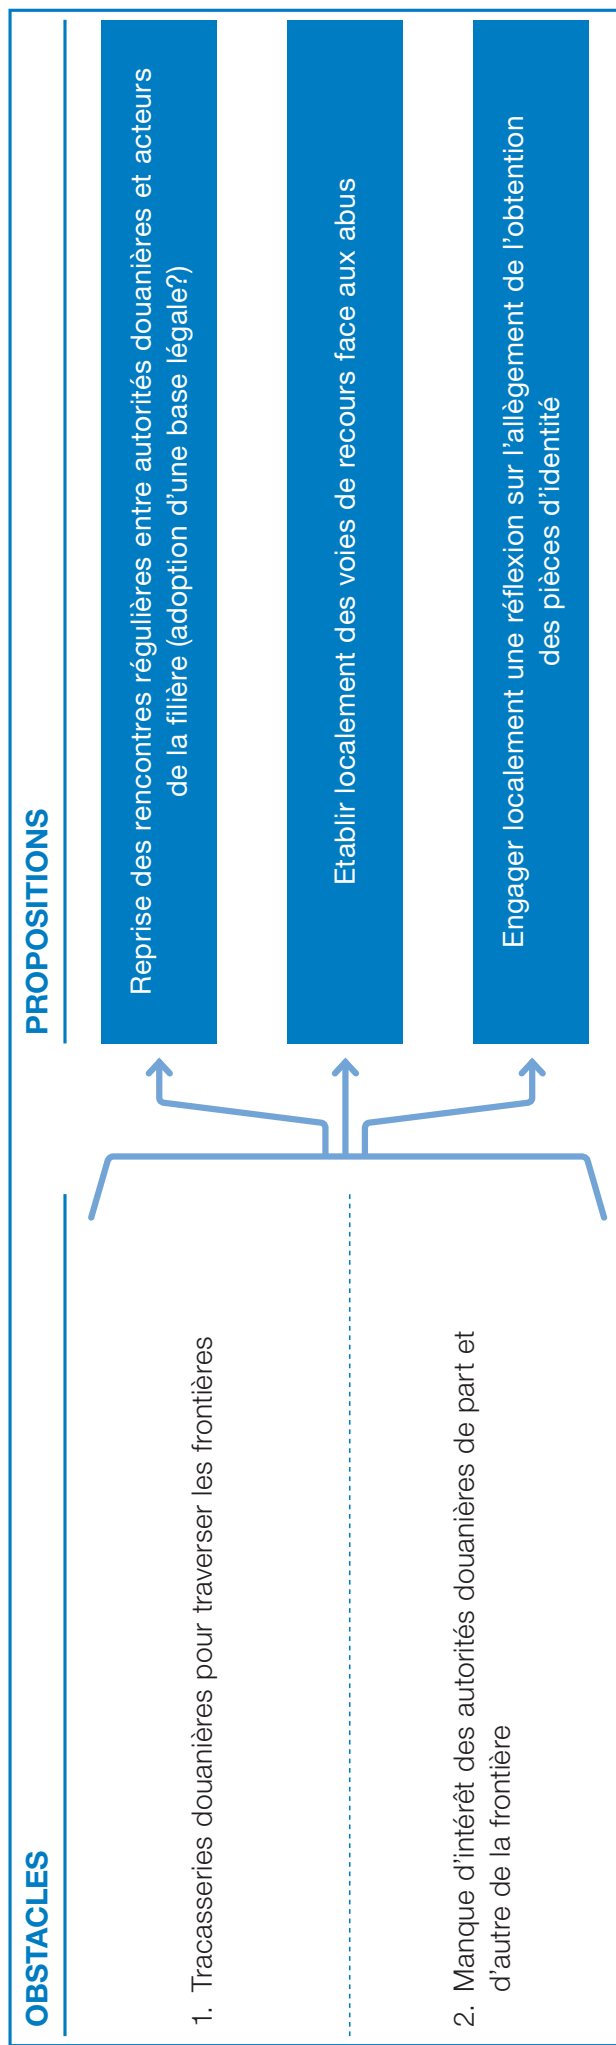 OBSTACLES
1. Tracasseries douanières pour traverser les frontières
2. Manque d'intérêt des autorités douanières de part et
d'autre de la frontière
PROPOSITIONS
Reprise des rencontres régulières entre autorités douanières et acteurs
de la filière (adoption d'une base légale?)
Etablir localement des voies de recours face aux abus
Engager localement une réflexion sur l'allègement de l'obtention
des pièces d'identité